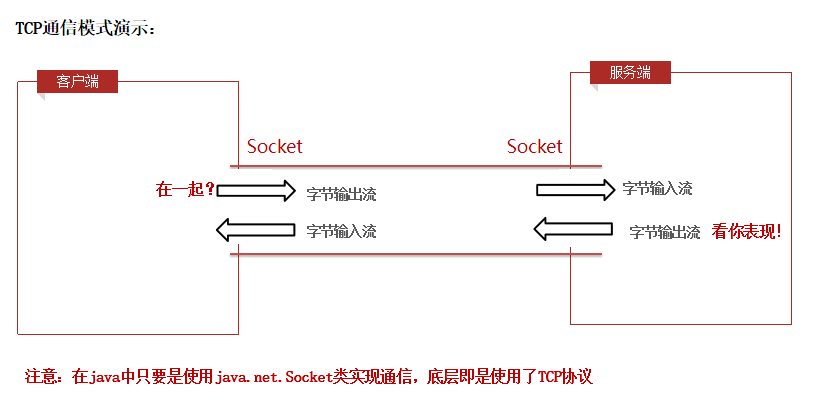 TCP通信模式演示：
客户端
服务端
Socket
Socket
在一起？
字节输出流
字节输入流
字节输入流
字节输出流
看你表现！
注意：在java中只要是使用java.net.Socket类实现通信，底层即是使用了TCP协议